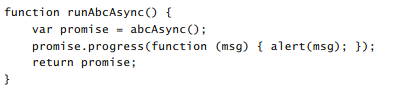 function runAbcAsync() {
    var promise = abcAsync();
    promise.progress(function (msg) { alert(msg); });
    return promise;
}